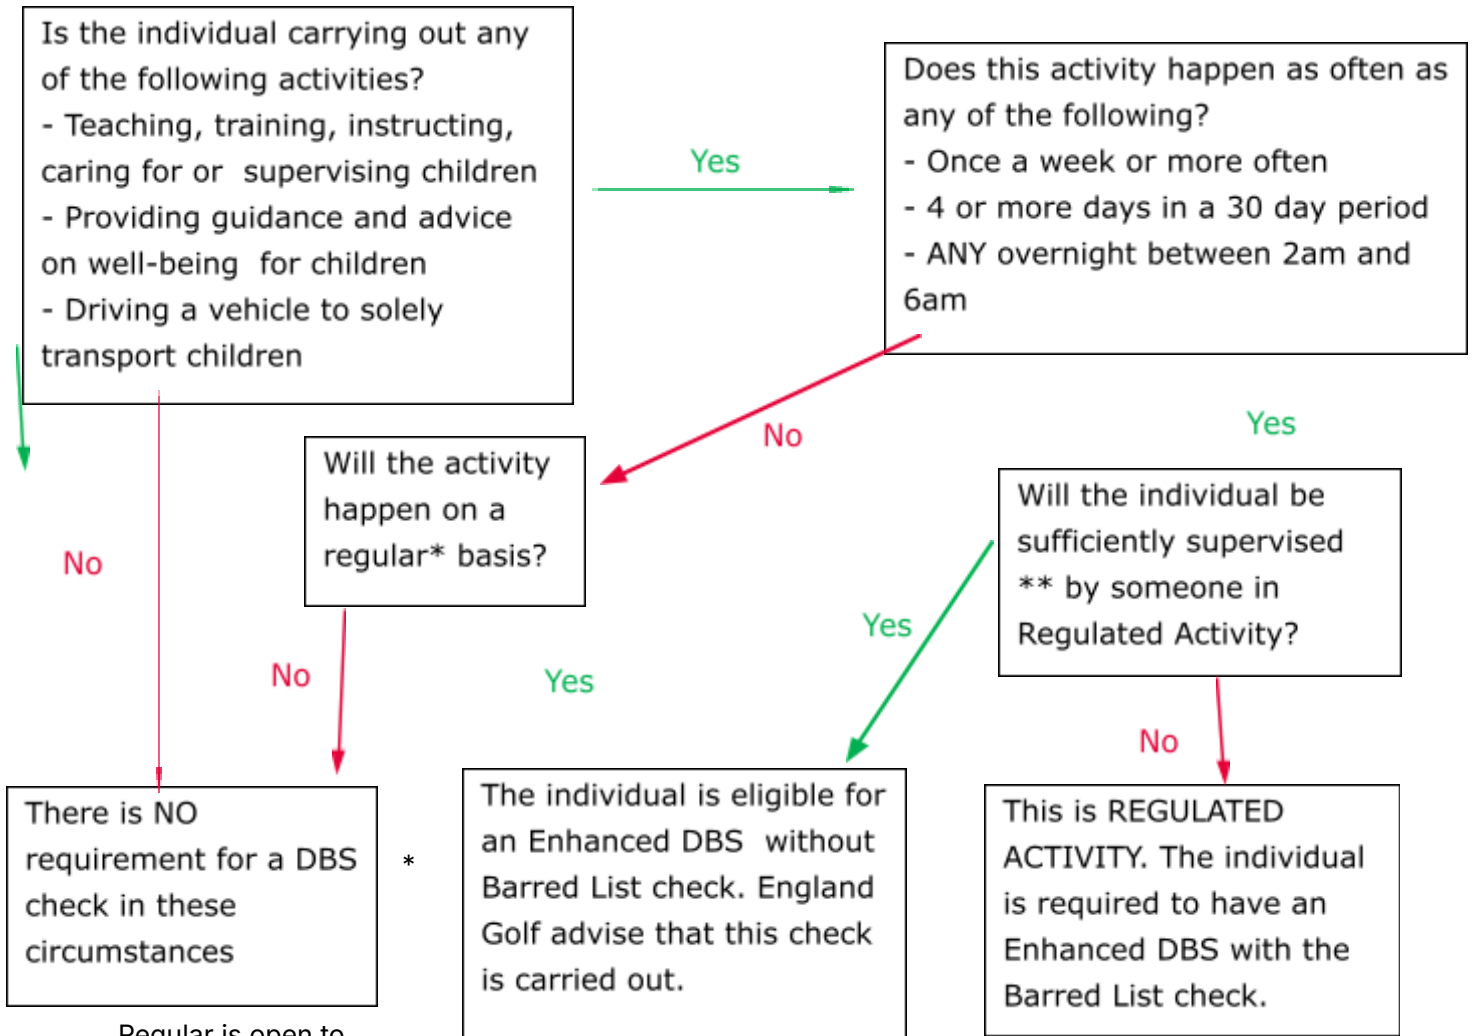 Is the individual carrying out any
of the following activities?
- Teaching, training, instructing,
caring for or  supervising children
- Providing guidance and advice
on well-being  for children
- Driving a vehicle to solely
transport children
Yes
Does this activity happen as often as
any of the following?
- Once a week or more often
- 4 or more days in a 30 day period
- ANY overnight between 2am and
6am
No
Yes
Will the activity
happen on a
regular* basis?
Will the individual be
sufficiently supervised
** by someone in
Regulated Activity?
No
No
Yes
Yes
No
There is NO
requirement for a DBS
check in these
circumstances
*
The individual is eligible for
an Enhanced DBS  without
Barred List check. England
Golf advise that this check
is carried out.
This is REGULATED
ACTIVITY. The individual
is required to have an
Enhanced DBS with the
Barred List check.
Regular is open to